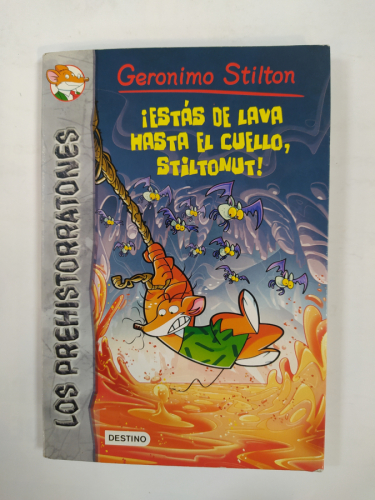 Geronimo Stilton
¡ESTÁS DE LAVA
HASTA EL CUELLO,
STILTONUT!
LOS PREHISTORRATONES
DESTINO